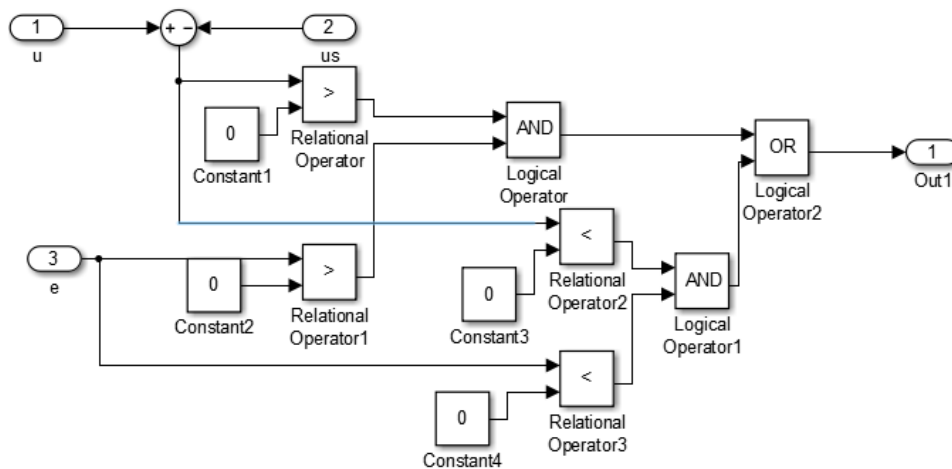 1
u
+ −
2
us
>
Relational
Operator
0
Constant1
AND
Logical
Operator
OR
Logical
Operator2
1
Out1
3
e
0
Constant2
>
Relational
Operator1
<
Relational
Operator2
0
Constant3
AND
Logical
Operator1
<
Relational
Operator3
0
Constant4